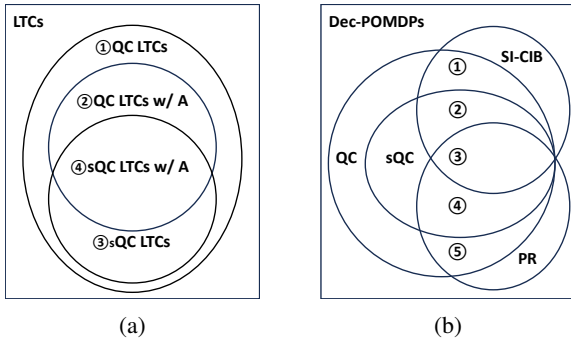 LTCs
①QC LTCs
②QC LTCs w/ A
④sQC LTCs w/ A
③sQC LTCs
(a)
Dec-POMDPs
SI-CIB
①
②
QC
sQC
③
④
⑤
PR
(b)